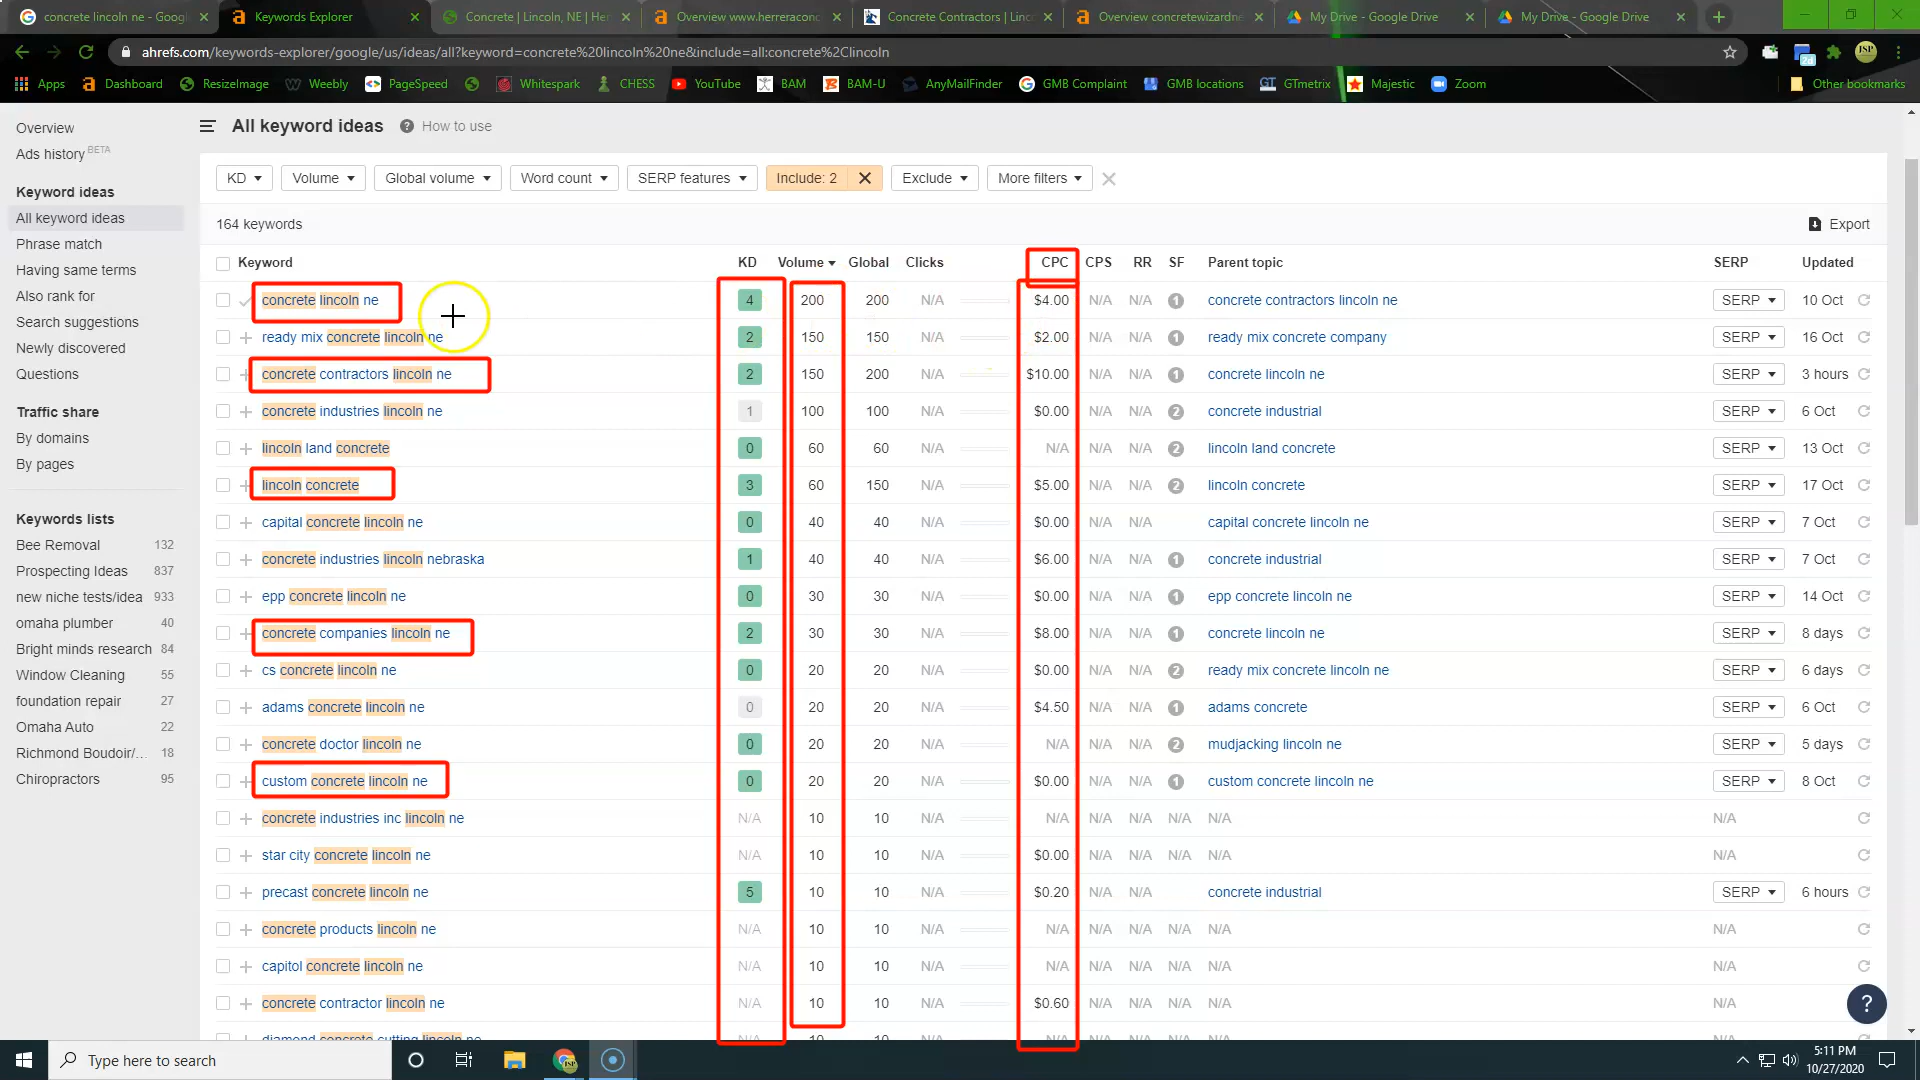 concrete lincoln ne - Googl
Keywords Explorer
Concrete | Lincoln, NE | Her
Overview www.herreraconc
Concrete Contractors | Linc
Overview concretewizardne
My Drive - Google Drive
My Drive - Google Drive
ahrefs.com/keywords-explorer/google/us/ideas/all?keyword=concrete%20lincoln%20ne&include=all:concrete%2Clincoln
Apps Dashboard ResizeImage Weebly PageSpeed Whitespark CHESS YouTube BAM BAM-U AnyMailFinder GMB Complaint GMB locations GTmetrix Majestic Zoom Other bookmarks
Overview
Ads history BETA
Keyword ideas
All keyword ideas
Phrase match
Having same terms
Also rank for
Search suggestions
Newly discovered
Questions
Traffic share
By domains
By pages
Keywords lists
Bee Removal 132
Prospecting Ideas 837
new niche tests/idea 933
omaha plumber 40
Bright minds research 84
Window Cleaning 55
foundation repair 27
Omaha Auto 22
Richmond Boudoir/... 18
Chiropractors 95
All keyword ideas ? How to use
KD Volume Global volume Word count SERP features Include: 2 Exclude More filters
164 keywords Export
Keyword KD Volume Global Clicks CPC CPS RR SF Parent topic SERP Updated
concrete lincoln ne 4 200 200 N/A $4.00 N/A N/A 1 concrete contractors lincoln ne SERP 10 Oct
ready mix concrete lincoln ne 2 150 150 N/A $2.00 N/A N/A 1 ready mix concrete company SERP 16 Oct
concrete contractors lincoln ne 2 150 200 N/A $10.00 N/A N/A 1 concrete lincoln ne SERP 3 hours
concrete industries lincoln ne 1 100 100 N/A $0.00 N/A N/A 2 concrete industrial SERP 6 Oct
lincoln land concrete 0 60 60 N/A N/A N/A N/A 2 lincoln land concrete SERP 13 Oct
lincoln concrete 3 60 150 N/A $5.00 N/A N/A 2 lincoln concrete SERP 17 Oct
capital concrete lincoln ne 0 40 40 N/A $0.00 N/A N/A capital concrete lincoln ne SERP 7 Oct
concrete industries lincoln nebraska 1 40 40 N/A $6.00 N/A N/A 1 concrete industrial SERP 7 Oct
epp concrete lincoln ne 0 30 30 N/A $0.00 N/A N/A 1 epp concrete lincoln ne SERP 14 Oct
concrete companies lincoln ne 2 30 30 N/A $8.00 N/A N/A 1 concrete lincoln ne SERP 8 days
cs concrete lincoln ne 0 20 20 N/A $0.00 N/A N/A 2 ready mix concrete lincoln ne SERP 6 days
adams concrete lincoln ne 0 20 20 N/A $4.50 N/A N/A 1 adams concrete SERP 6 Oct
concrete doctor lincoln ne 0 20 20 N/A N/A N/A N/A 2 mudjacking lincoln ne SERP 5 days
custom concrete lincoln ne 0 20 20 N/A $0.00 N/A N/A 1 custom concrete lincoln ne SERP 8 Oct
concrete industries inc lincoln ne N/A 10 10 N/A N/A N/A N/A N/A N/A N/A
star city concrete lincoln ne N/A 10 10 N/A $0.00 N/A N/A N/A N/A N/A
precast concrete lincoln ne 5 10 10 N/A $0.20 N/A N/A concrete industrial SERP 6 hours
concrete products lincoln ne N/A 10 10 N/A N/A N/A N/A N/A N/A N/A
capitol concrete lincoln ne N/A 10 10 N/A N/A N/A N/A N/A N/A N/A
concrete contractor lincoln ne N/A 10 10 N/A $0.60 N/A N/A N/A N/A N/A
diamond concrete cutting lincoln ne
?
Type here to search
5:11 PM
10/27/2020